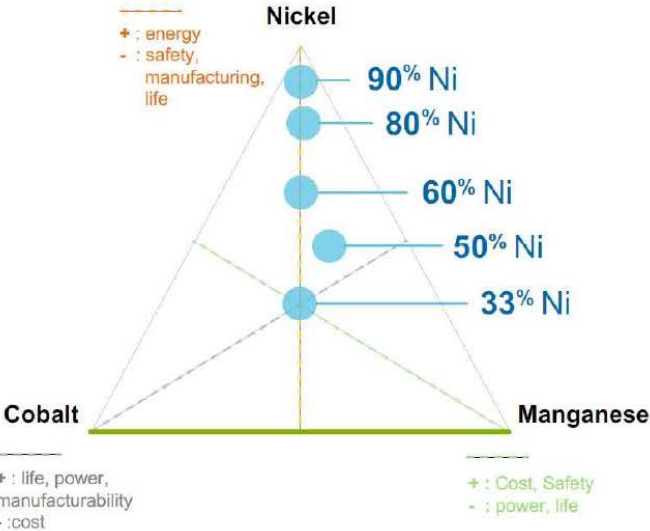 Nickel
+ : energy
- : safety,
manufacturing,
life
90% Ni
80% Ni
60% Ni
50% Ni
33% Ni
Cobalt
Manganese
+ : life, power,
manufacturability
- :cost
+ : Cost, Safety
- : power, life